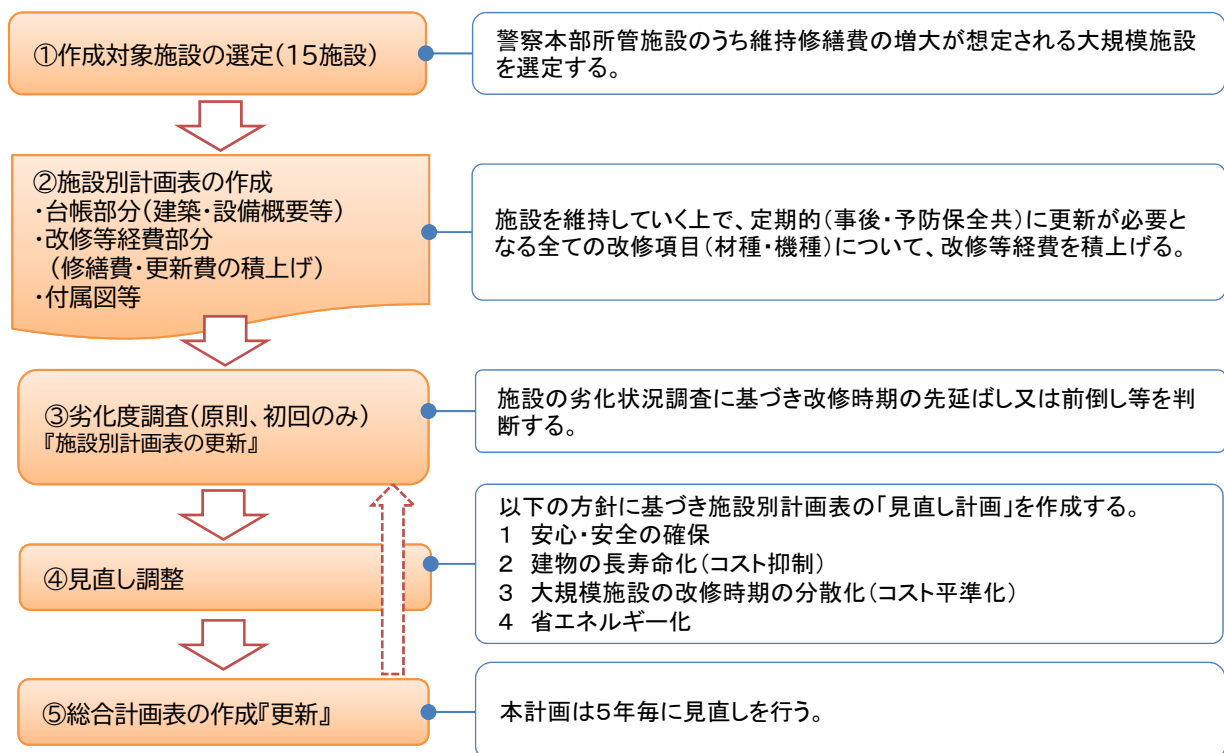 ①作成対象施設の選定(15施設)
警察本部所管施設のうち維持修繕費の増大が想定される大規模施設
を選定する。
②施設別計画表の作成
・台帳部分(建築・設備概要等)
・改修等経費部分
(修繕費・更新費の積上げ)
・付属図等
施設を維持していく上で、定期的(事後・予防保全共)に更新が必要と
なる全ての改修項目(材種・機種)について、改修等経費を積上げる。
③劣化度調査(原則、初回のみ)
『施設別計画表の更新』
施設の劣化状況調査に基づき改修時期の先延ばし又は前倒し等を判
断する。
④見直し調整
以下の方針に基づき施設別計画表の「見直し計画」を作成する。
1 安心・安全の確保
2 建物の長寿命化(コスト抑制)
3 大規模施設の改修時期の分散化(コスト平準化)
4 省エネルギー化
⑤総合計画表の作成『更新』
本計画は5年毎に見直しを行う。